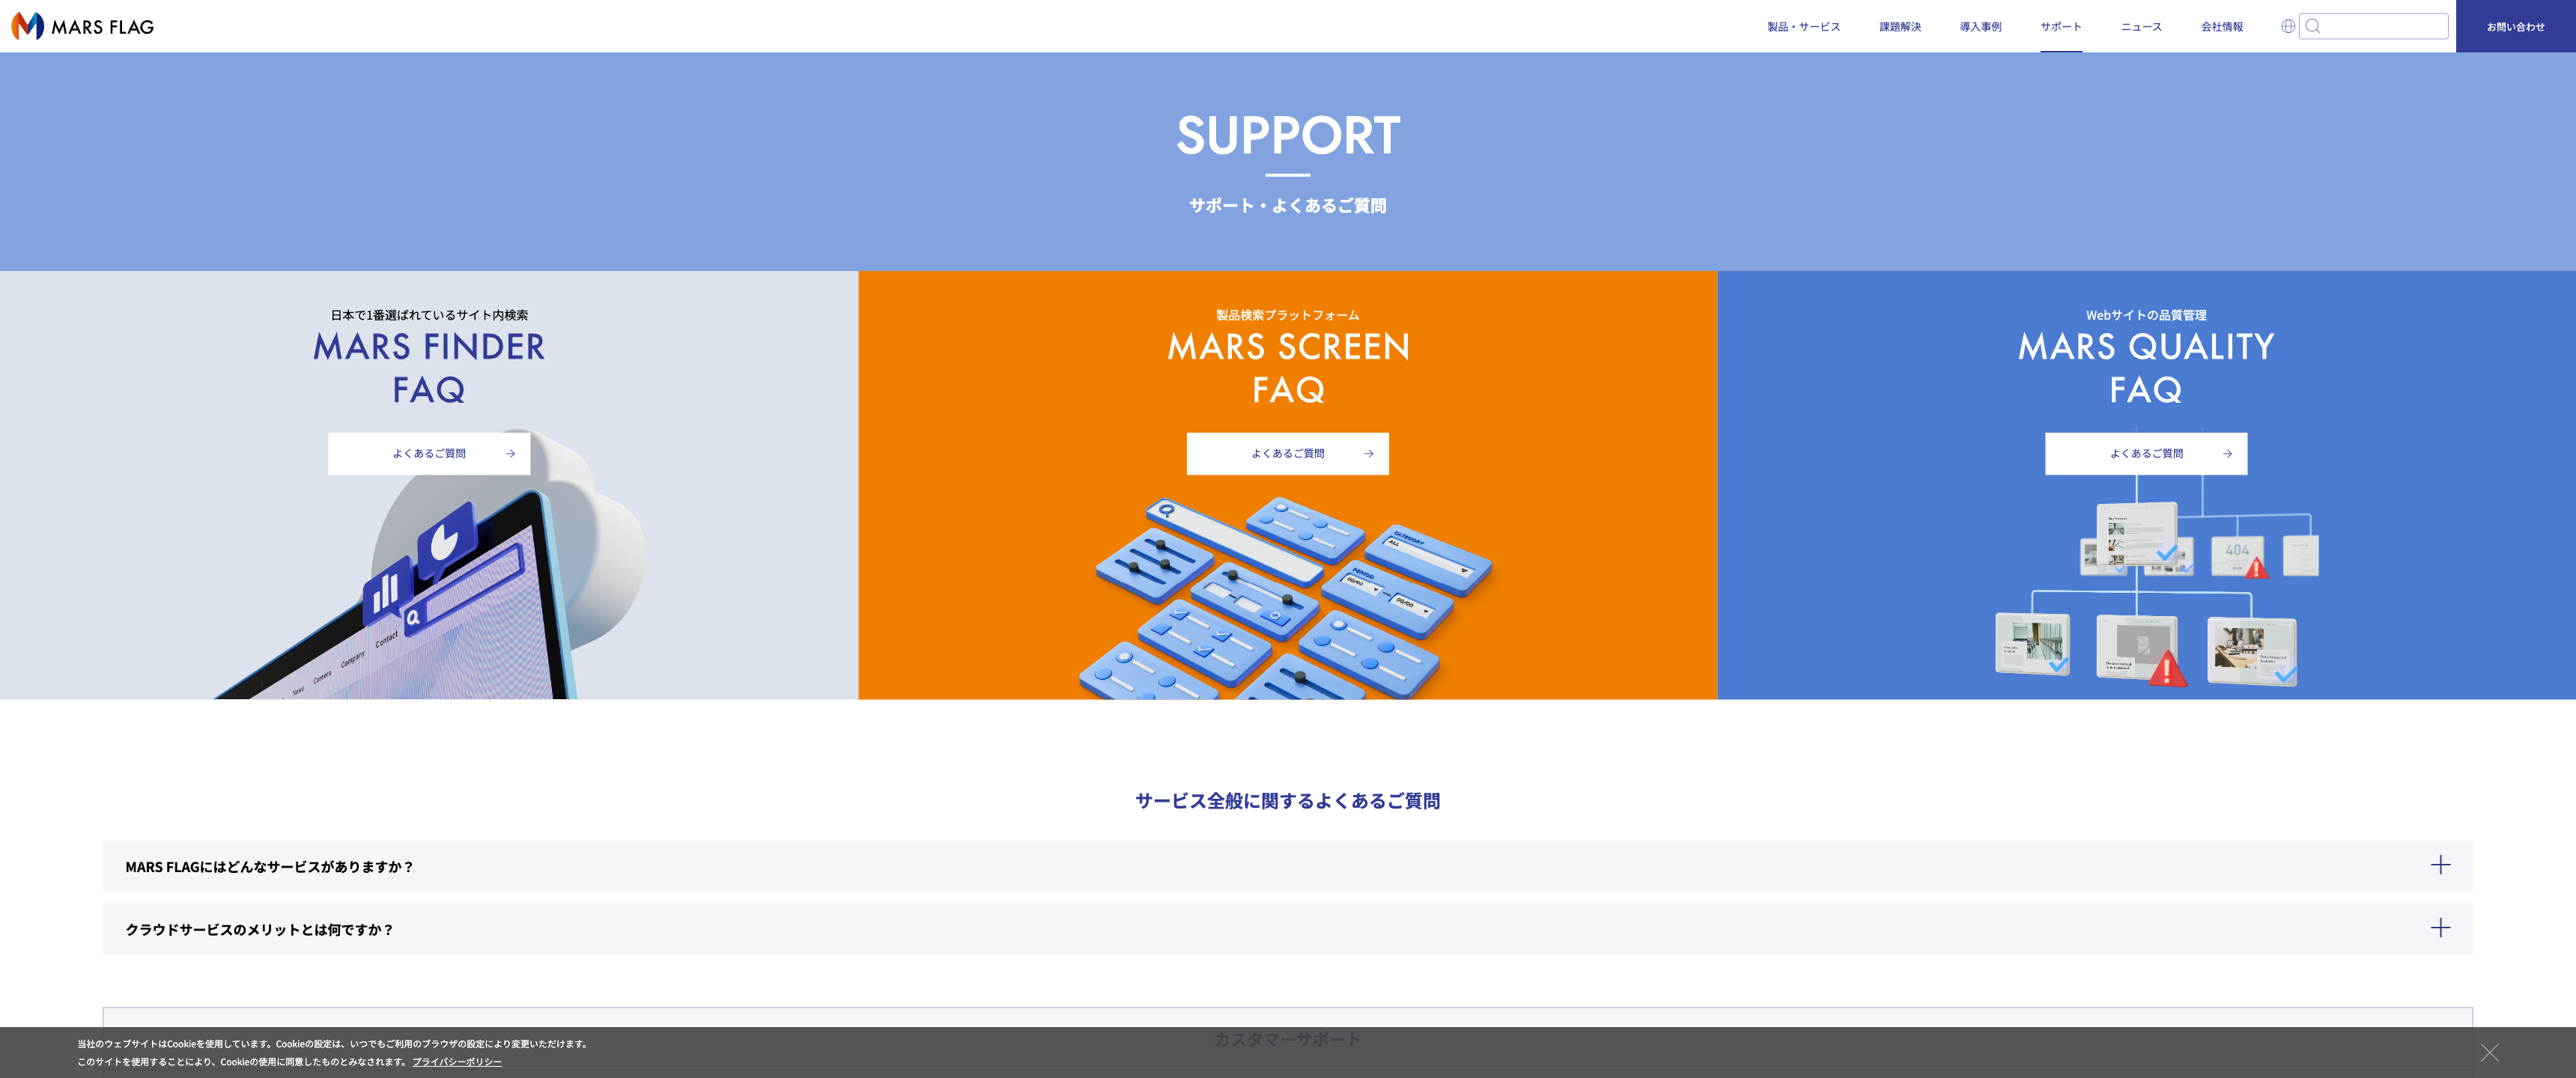 MARS FLAG
製品・サービス
課題解決
導入事例
サポート
ニュース
会社情報
お問い合わせ
SUPPORT
サポート・よくあるご質問
日本で1番選ばれているサイト内検索
MARS FINDER
FAQ
よくあるご質問
Contact
Company
Careers
News
製品検索プラットフォーム
MARS SCREEN
FAQ
よくあるご質問
CATEGORY
ALL
PERIOD
00/00
00/00
Webサイトの品質管理
MARS QUALITY
FAQ
よくあるご質問
404
サービス全般に関するよくあるご質問
MARS FLAGにはどんなサービスがありますか？
クラウドサービスのメリットとは何ですか？
カスタマーサポート
当社のウェブサイトはCookieを使用しています。Cookieの設定は、いつでもご利用のブラウザの設定により変更いただけます。
このサイトを使用することにより、Cookieの使用に同意したものとみなされます。 プライバシーポリシー